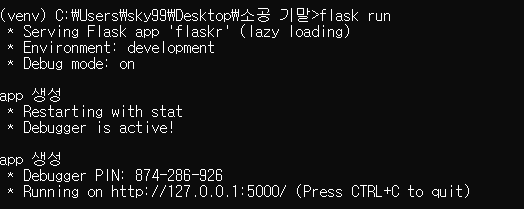 (venv) C:₩Users₩sky99₩Desktop₩소공 기말>flask run
* Serving Flask app 'flaskr' (lazy loading)
* Environment: development
* Debug mode: on
app 생성
* Restarting with stat
* Debugger is active!
app 생성
* Debugger PIN: 874-286-926
* Running on http://127.0.0.1:5000/ (Press CTRL+C to quit)